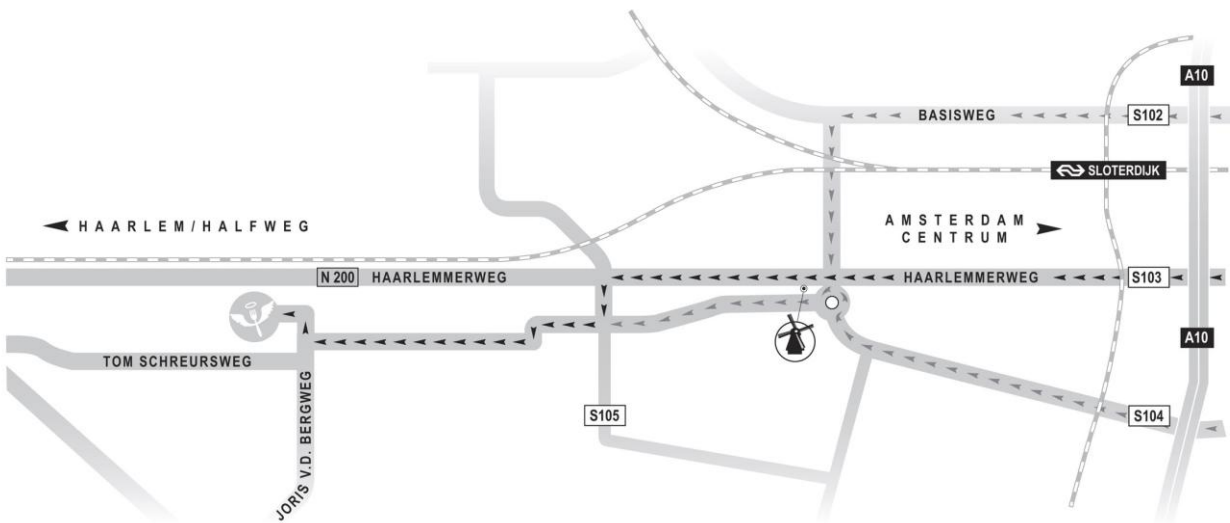 A10
BASISWEG
S102
SLOTERDIJK
HAARLEM/HALFWEG
AMSTERDAM
CENTRUM
N 200
HAARLEMMERWEG
HAARLEMMERWEG
S103
A10
TOM SCHREURSWEG
S105
S104
JORIS V.D. BERGWEG